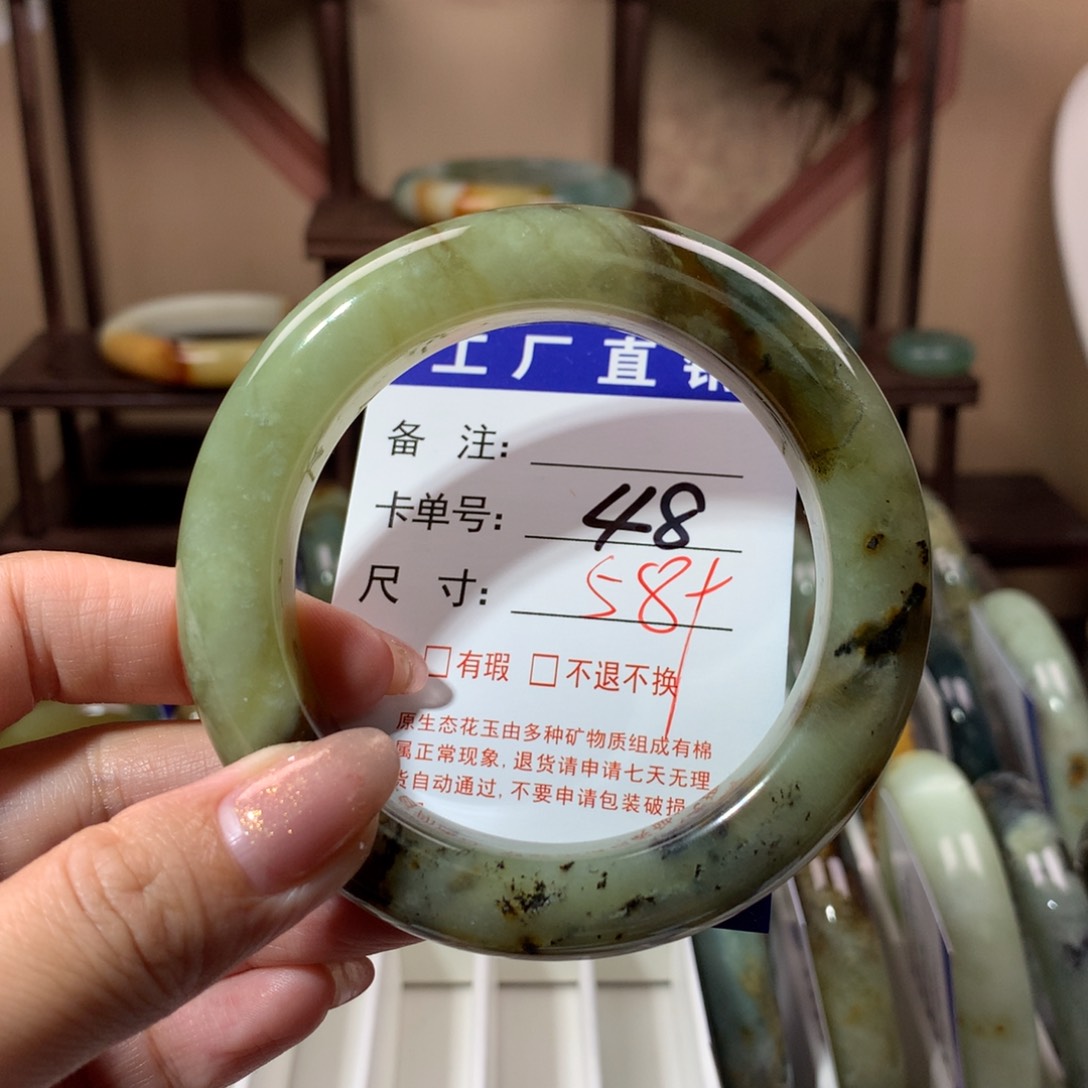 工厂直销
备 注:
卡单号: 48
尺 寸: 58+
□有瑕 □不退不换
原生态花玉由多种矿物质组成有棉
属正常现象, 退货请申请七天无理
货自动通过, 不要申请包装破损